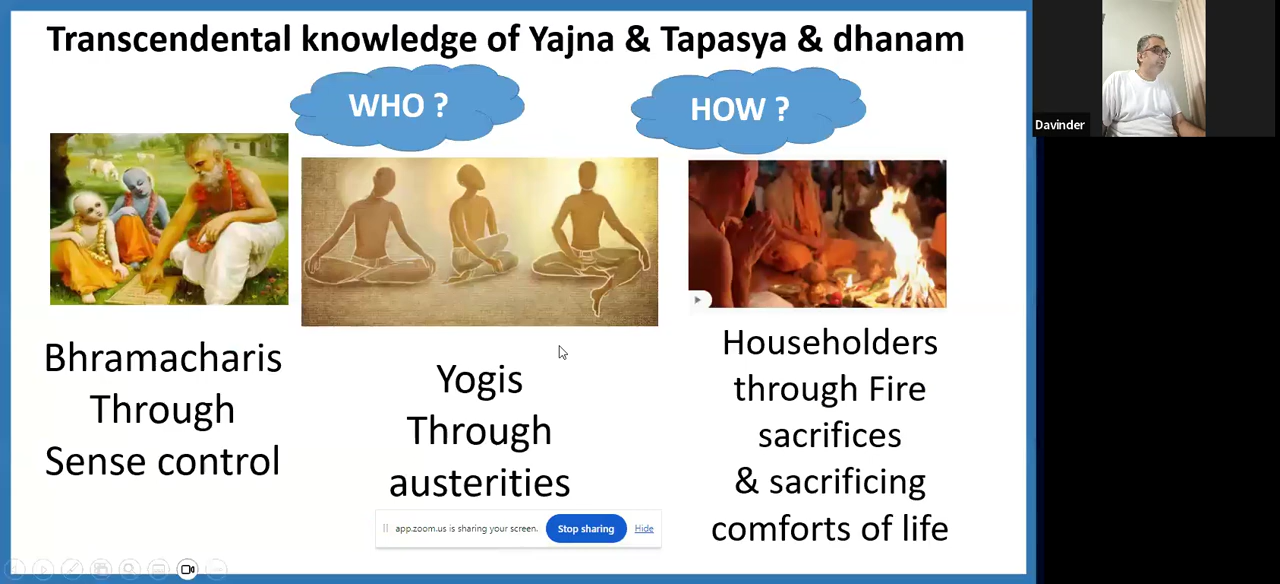 Transcendental knowledge of Yajna & Tapasya & dhanam
WHO ?
HOW ?
Davinder
Bhramacharis
Through
Sense control
Yogis
Through
austerities
Householders
through Fire
sacrifices
& sacrificing
comforts of life
app.zoom.us is sharing your screen.
Stop sharing
Hide